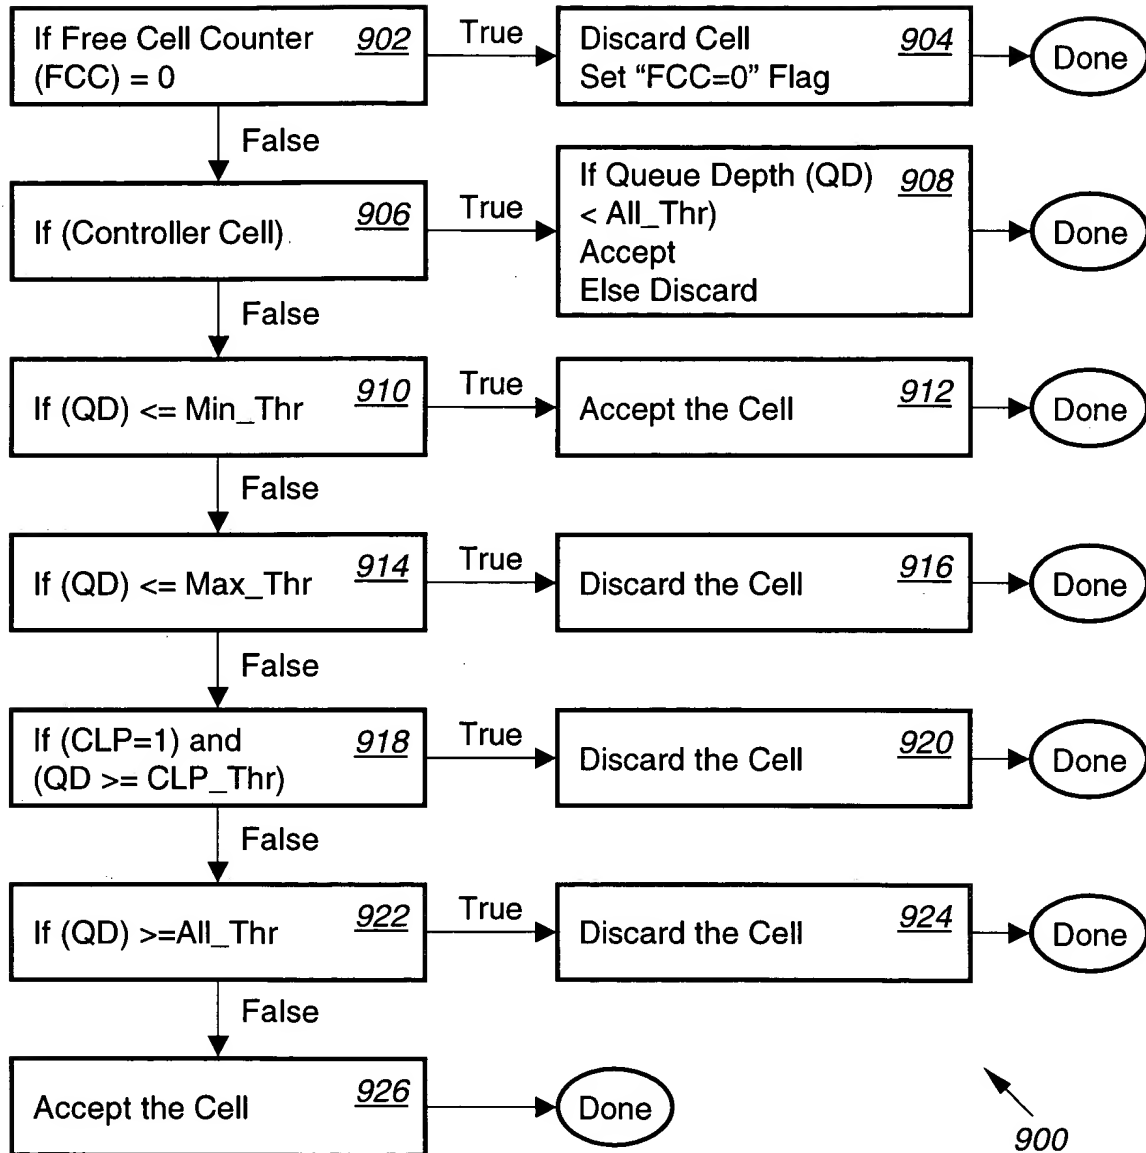 If Free Cell Counter 902
(FCC) = 0
True
Discard Cell 904
Set “FCC=0” Flag
Done
False
If (Controller Cell) 906
True
If Queue Depth (QD) 908
< All_Thr)
Accept
Else Discard
Done
False
If (QD) <= Min_Thr 910
True
Accept the Cell 912
Done
False
If (QD) <= Max_Thr 914
True
Discard the Cell 916
Done
False
If (CLP=1) and 918
(QD >= CLP_Thr)
True
Discard the Cell 920
Done
False
If (QD) >=All_Thr 922
True
Discard the Cell 924
Done
False
Accept the Cell 926
Done
900